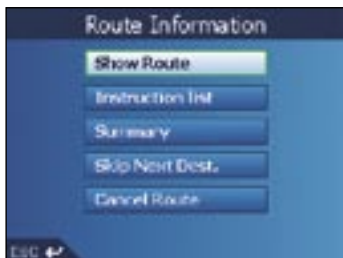 Route Information
Show Route
Instruction list
Summary
Skip Next Dest.
Cancel Route
ESC